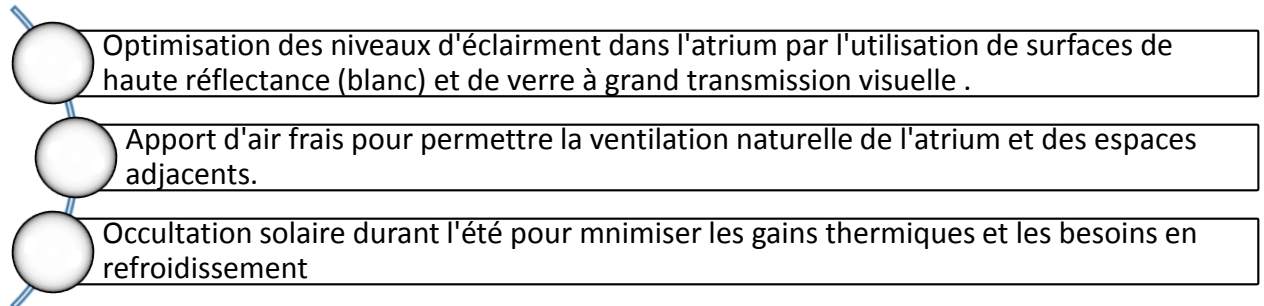 Optimisation des niveaux d'éclairment dans l'atrium par l'utilisation de surfaces de
haute réflectance (blanc) et de verre à grand transmission visuelle .
Apport d'air frais pour permettre la ventilation naturelle de l'atrium et des espaces
adjacents.
Occultation solaire durant l'été pour mnimiser les gains thermiques et les besoins en
refroidissement